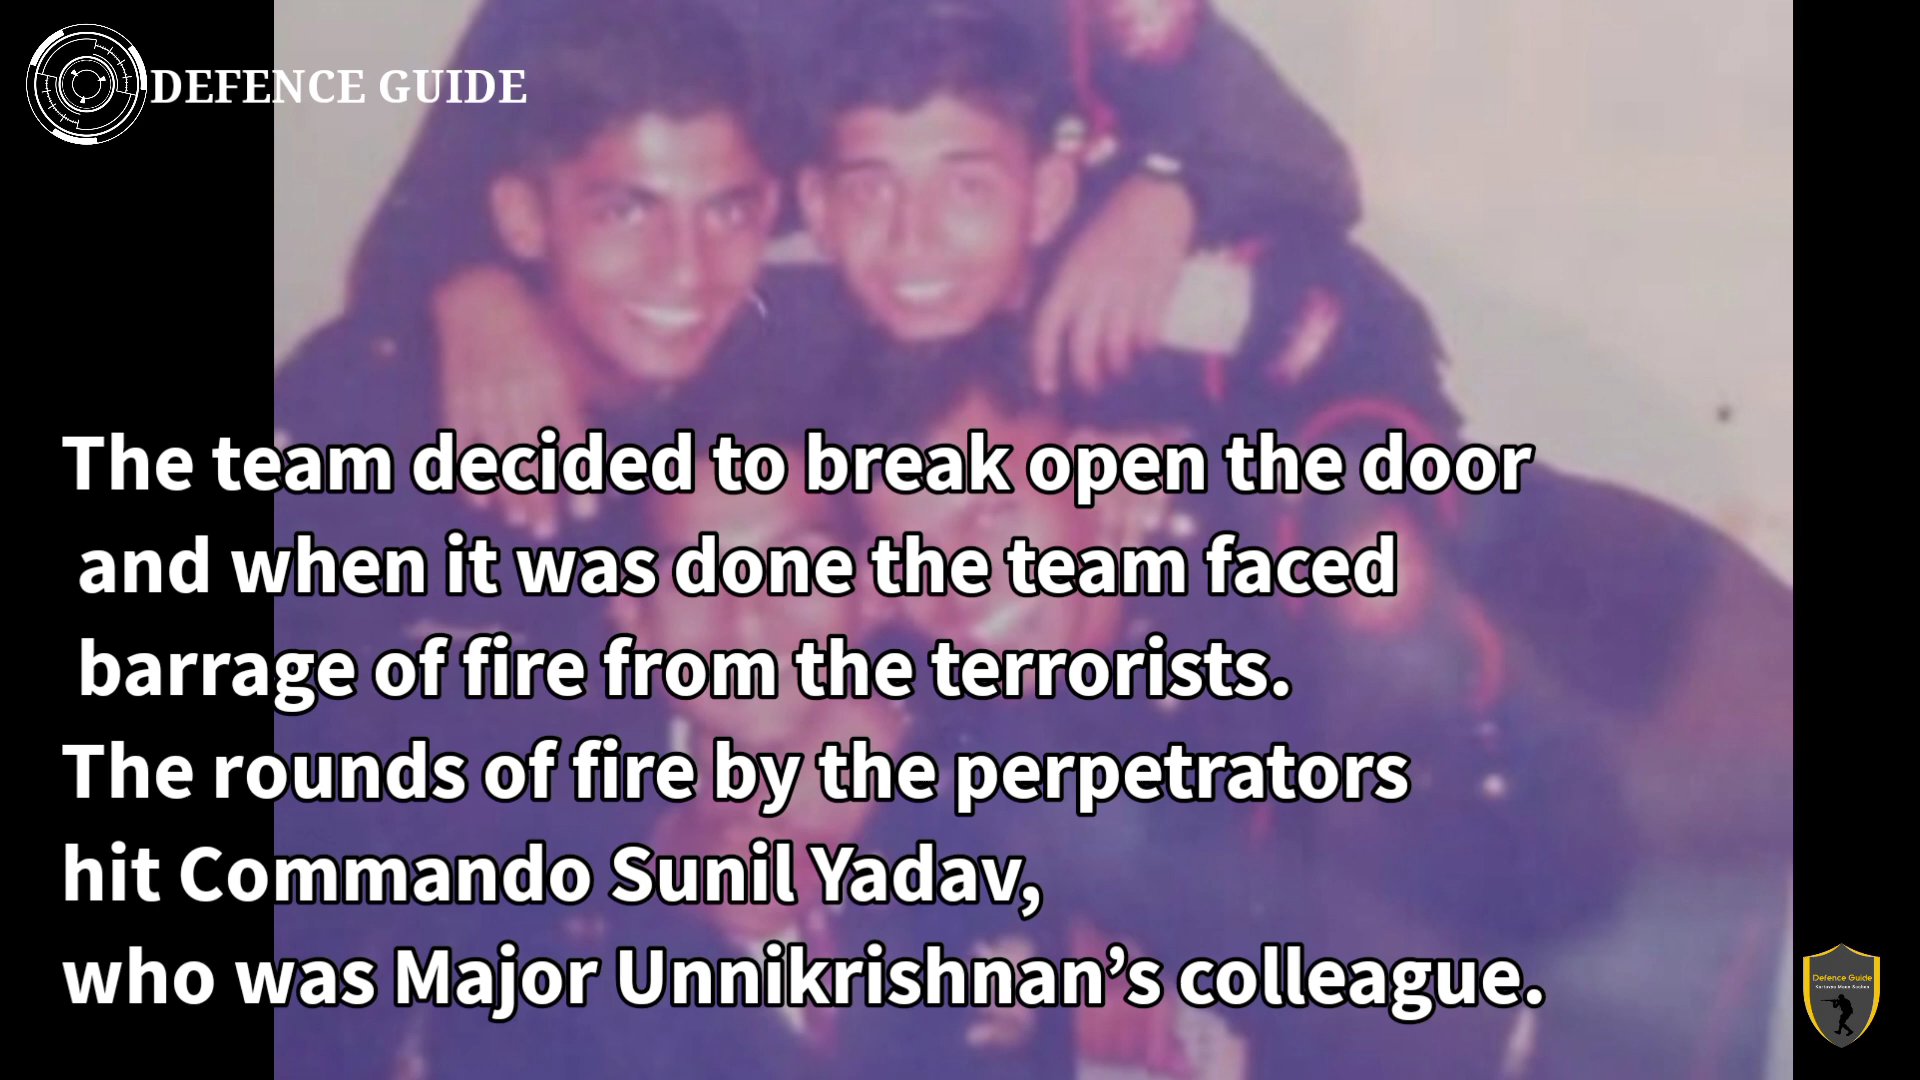 DEFENCE GUIDE
The team decided to break open the door
and when it was done the team faced
barrage of fire from the terrorists.
The rounds of fire by the perpetrators
hit Commando Sunil Yadav,
who was Major Unnikrishnan’s colleague.
Defence Guide